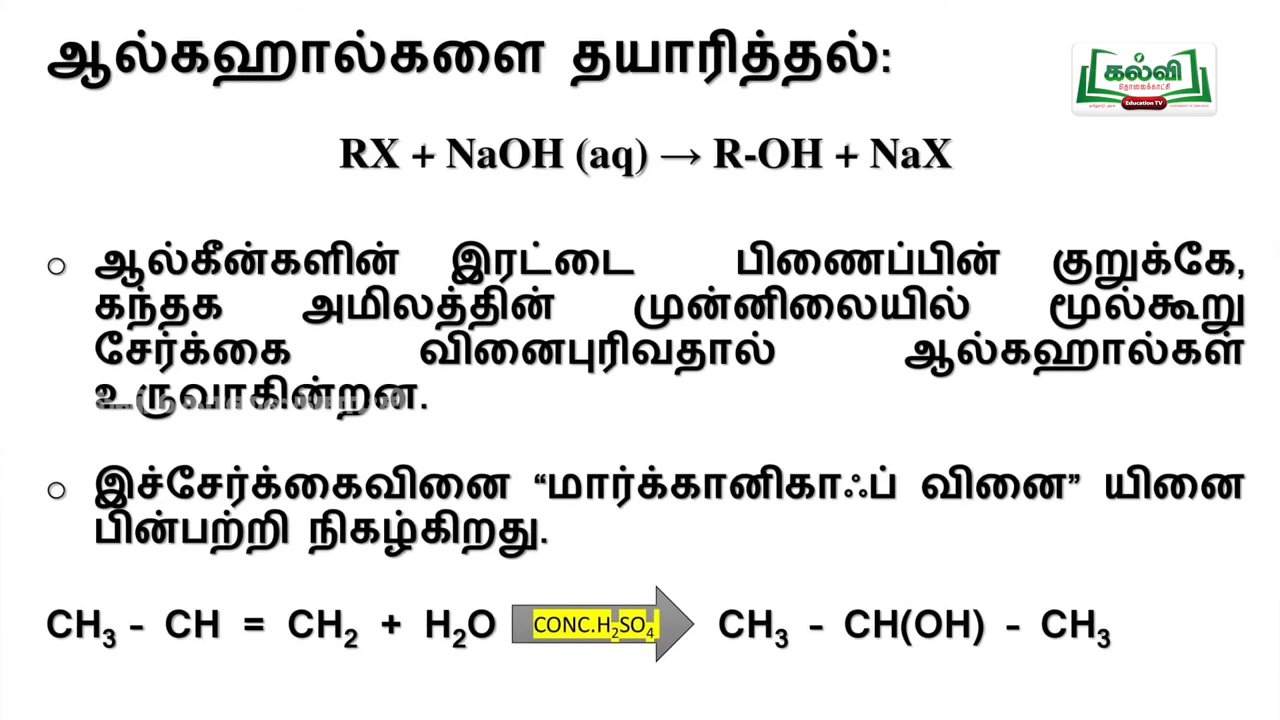 ஆல்கஹால்களை தயாரித்தல்:
கல்வி
தொலைக்காட்சி
Education TV
RX + NaOH (aq) → R-OH + NaX
ஆல்கீன்களின் இரட்டை பிணைப்பின் குறுக்கே,
கந்தக அமிலத்தின் முன்னிலையில் மூல்கூறு
சேர்க்கை வினைபுரிவதால் ஆல்கஹால்கள்
உருவாகின்றன.
இச்சேர்க்கைவினை “மார்க்கானிகாஃப் வினை” யினை
பின்பற்றி நிகழ்கிறது.
CH₃ – CH = CH₂ + H₂O CONC.H₂SO₄ CH₃ – CH(OH) – CH₃